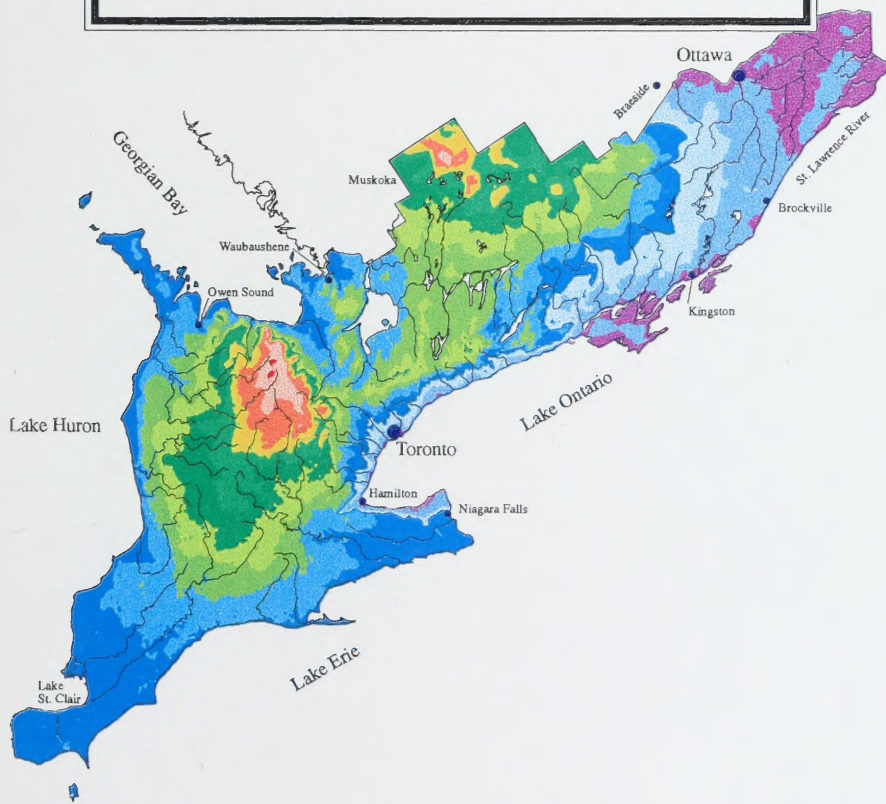 Ottawa
Braeside
St. Lawrence River
Georgian Bay
Muskoka
Brockville
Waubaushene
Owen Sound
Kingston
Lake Ontario
Lake Huron
Toronto
Hamilton
Niagara Falls
Lake Erie
Lake
St. Clair